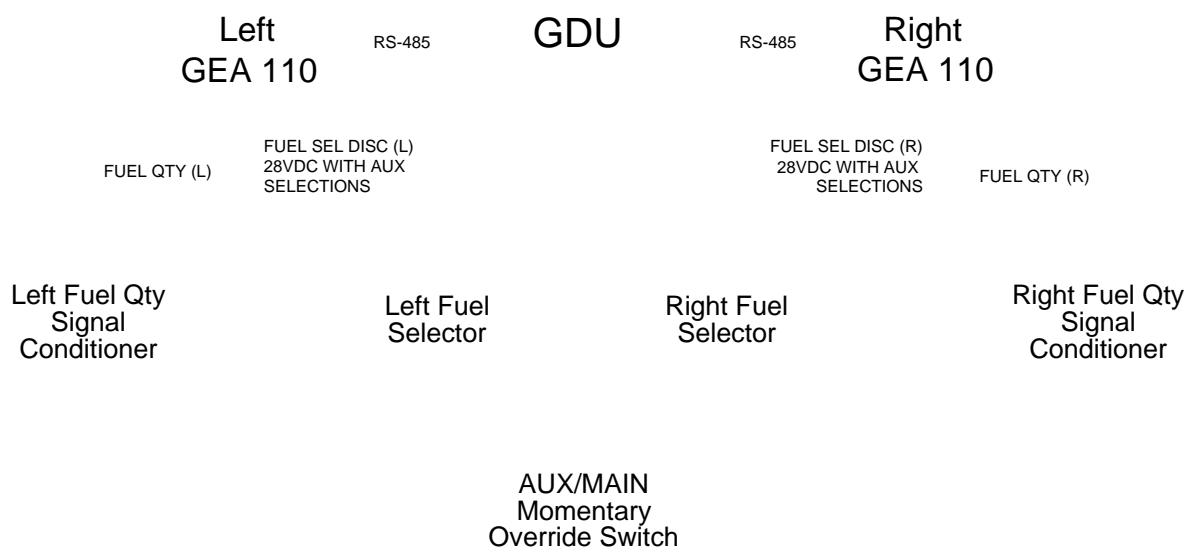 Left
GEA 110
RS-485
GDU
RS-485
Right
GEA 110
FUEL QTY (L)
FUEL SEL DISC (L)
28VDC WITH AUX
SELECTIONS
FUEL SEL DISC (R)
28VDC WITH AUX
SELECTIONS
FUEL QTY (R)
Left Fuel Qty
Signal
Conditioner
Left Fuel
Selector
Right Fuel
Selector
Right Fuel Qty
Signal
Conditioner
AUX/MAIN
Momentary
Override Switch